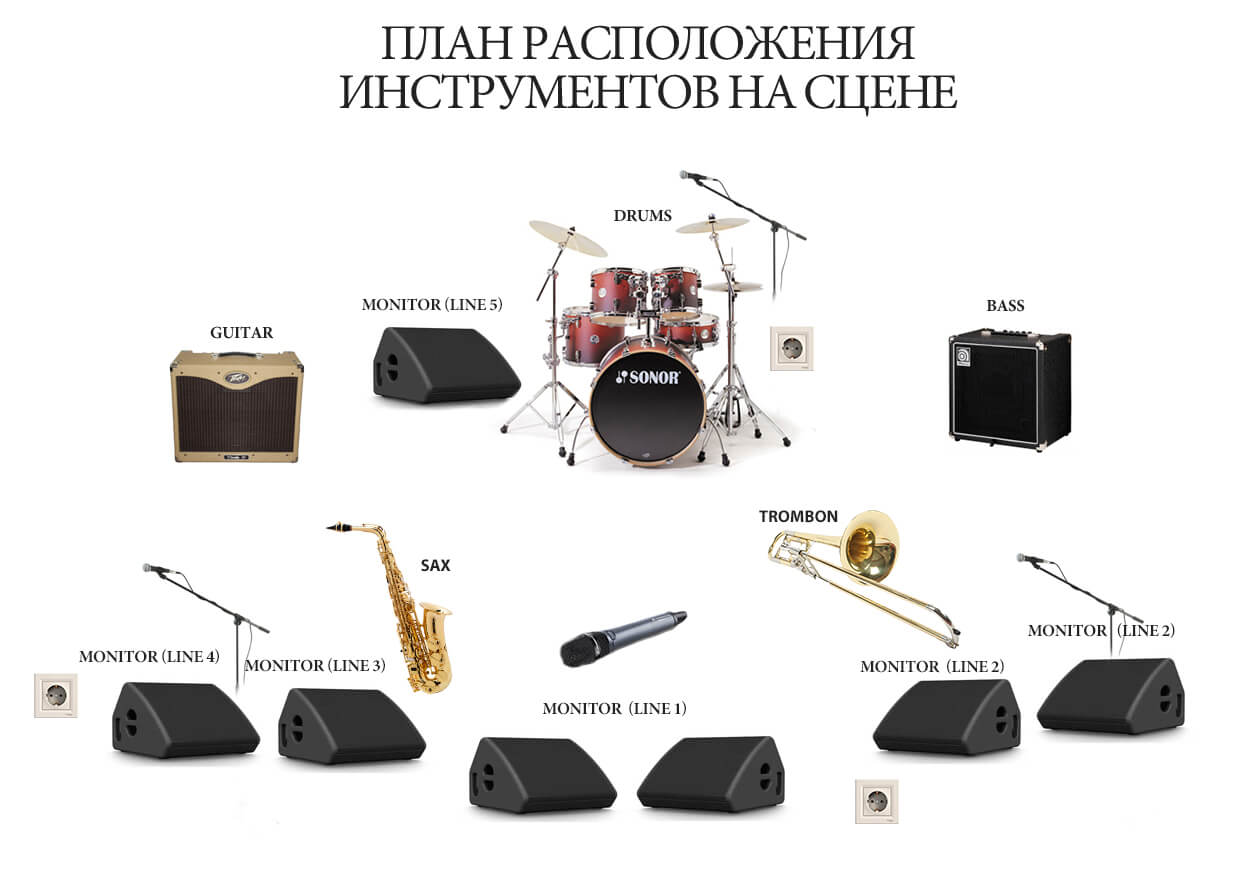 ПЛАН РАСПОЛОЖЕНИЯ
ИНСТРУМЕНТОВ НА СЦЕНЕ
DRUMS
MONITOR (LINE 5)
BASS
GUITAR
SONOR
TROMBON
SAX
MONITOR (LINE 2)
MONITOR (LINE 4)
MONITOR (LINE 3)
MONITOR (LINE 2)
MONITOR (LINE 1)